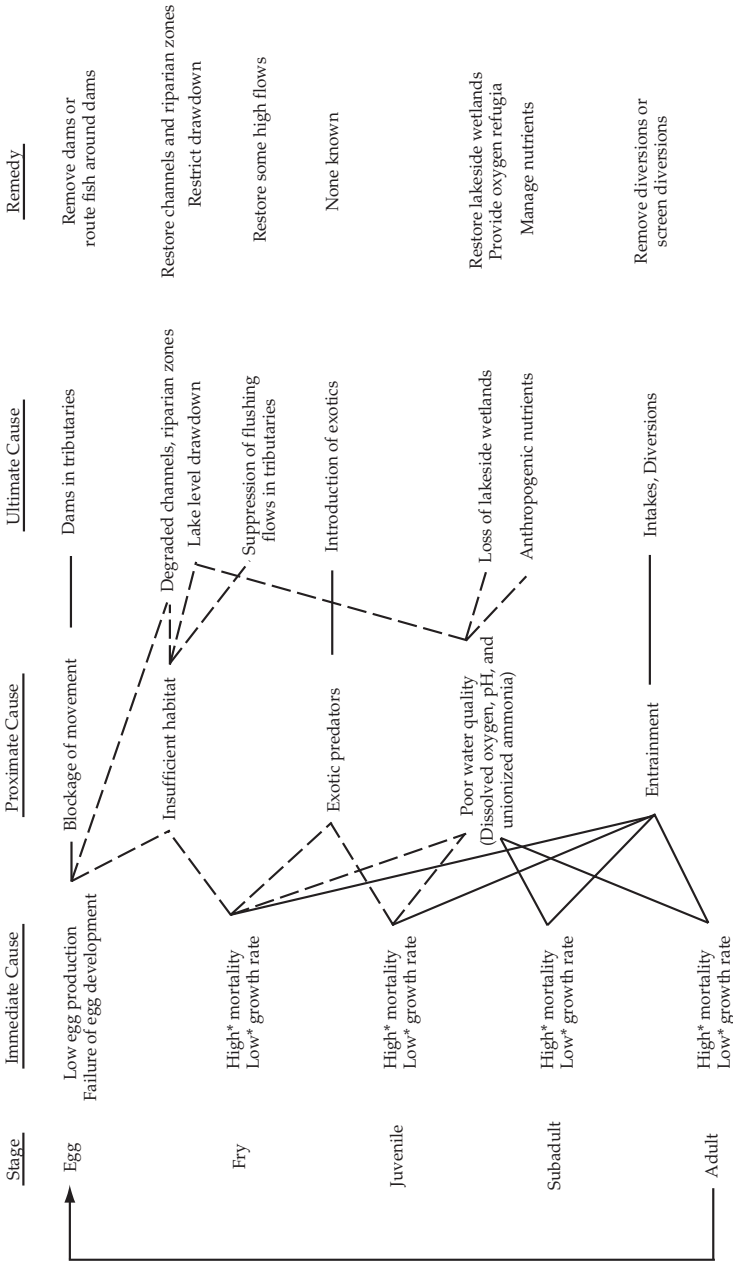 Stage
Immediate Cause
Proximate Cause
Ultimate Cause
Remedy
Egg
Low egg production
Failure of egg development
Blockage of movement
Dams in tributaries
Remove dams or
route fish around dams
Insufficient habitat
Degraded channels, riparian zones
Lake level drawdown
Suppression of flushing
flows in tributaries
Restore channels and riparian zones
Restrict drawdown
Restore some high flows
Fry
High* mortality
Low* growth rate
Exotic predators
Introduction of exotics
None known
Juvenile
High* mortality
Low* growth rate
Poor water quality
(Dissolved oxygen, pH, and
unionized ammonia)
Loss of lakeside wetlands
Anthropogenic nutrients
Restore lakeside wetlands
Provide oxygen refugia
Manage nutrients
Subadult
High* mortality
Low* growth rate
Entrainment
Intakes, Diversions
Remove diversions or
screen diversions
Adult
High* mortality
Low* growth rate